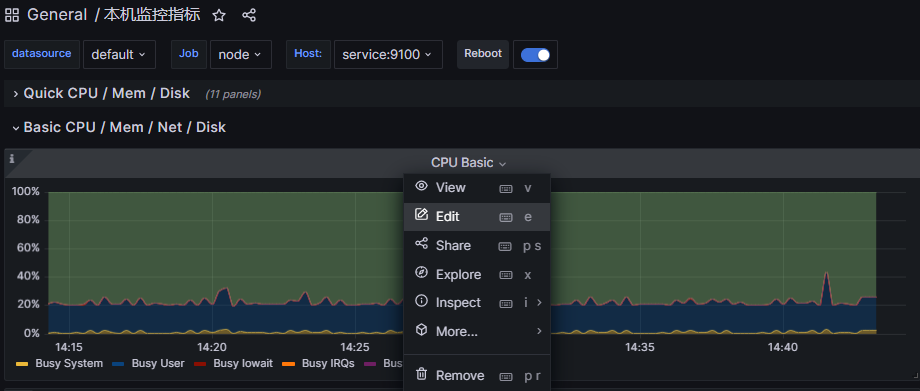 General / 本机监控指标
datasource default Job node Host: service:9100 Reboot
Quick CPU / Mem / Disk (11 panels)
Basic CPU / Mem / Net / Disk
i
CPU Basic
100%
80%
60%
40%
20%
0%
14:15 14:20 14:25 14:35 14:40
Busy System Busy User Busy Iowait Busy IRQs
View v
Edit e
Share p s
Explore x
Inspect i
More...
Remove p r